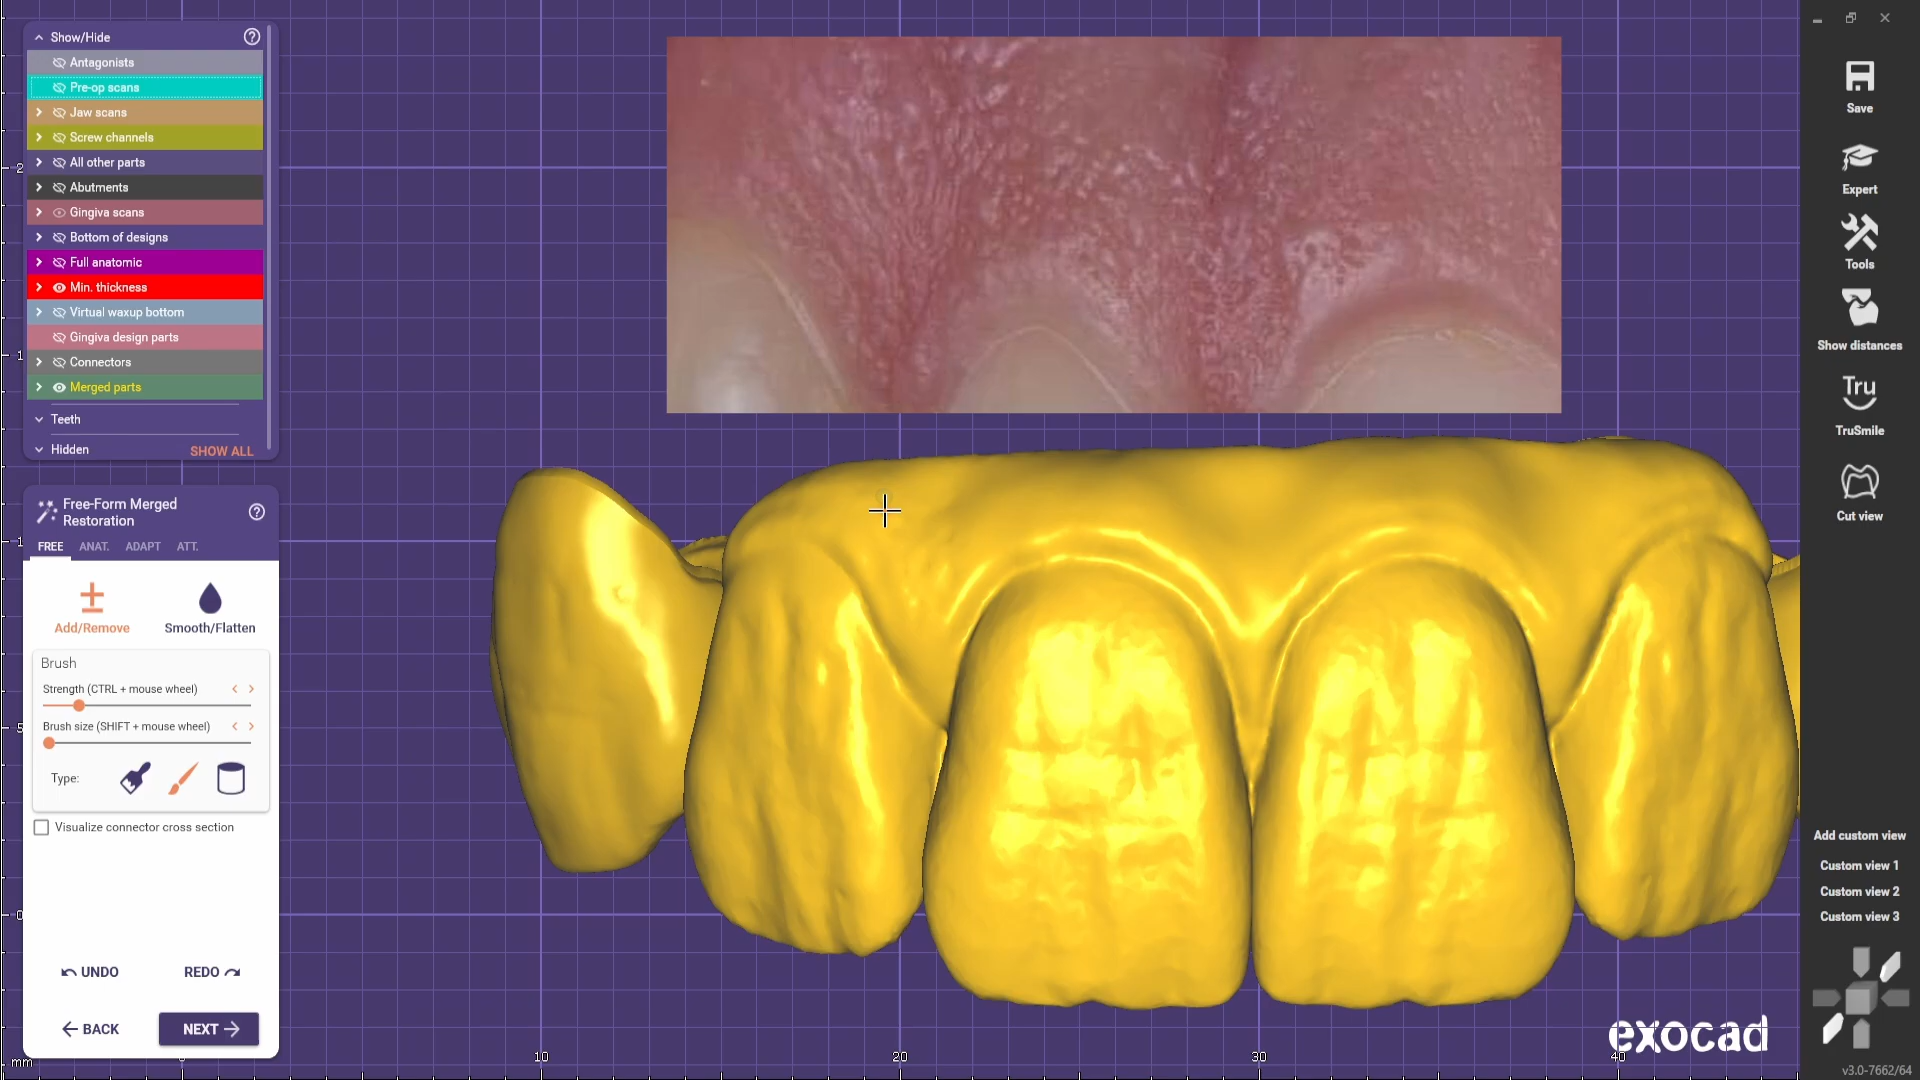 Show/Hide
Antagonists
Pre-op scans
Jaw scans
Screw channels
All other parts
Abutments
Gingiva scans
Bottom of designs
Full anatomic
Min. thickness
Virtual waxup bottom
Gingiva design parts
Connectors
Merged parts
Teeth
Hidden SHOW ALL
Free-Form Merged
Restoration
FREE ANAT. ADAPT ATT.
Add/Remove Smooth/Flatten
Brush
Strength (CTRL + mouse wheel)
Brush size (SHIFT + mouse wheel)
Type:
Visualize connector cross section
UNDO REDO
BACK NEXT
mm
10 20 30 40
Save
Expert
Tools
Show distances
Tru
TruSmile
Cut view
Add custom view
Custom view 1
Custom view 2
Custom view 3
exocad
v3.0-7662/64